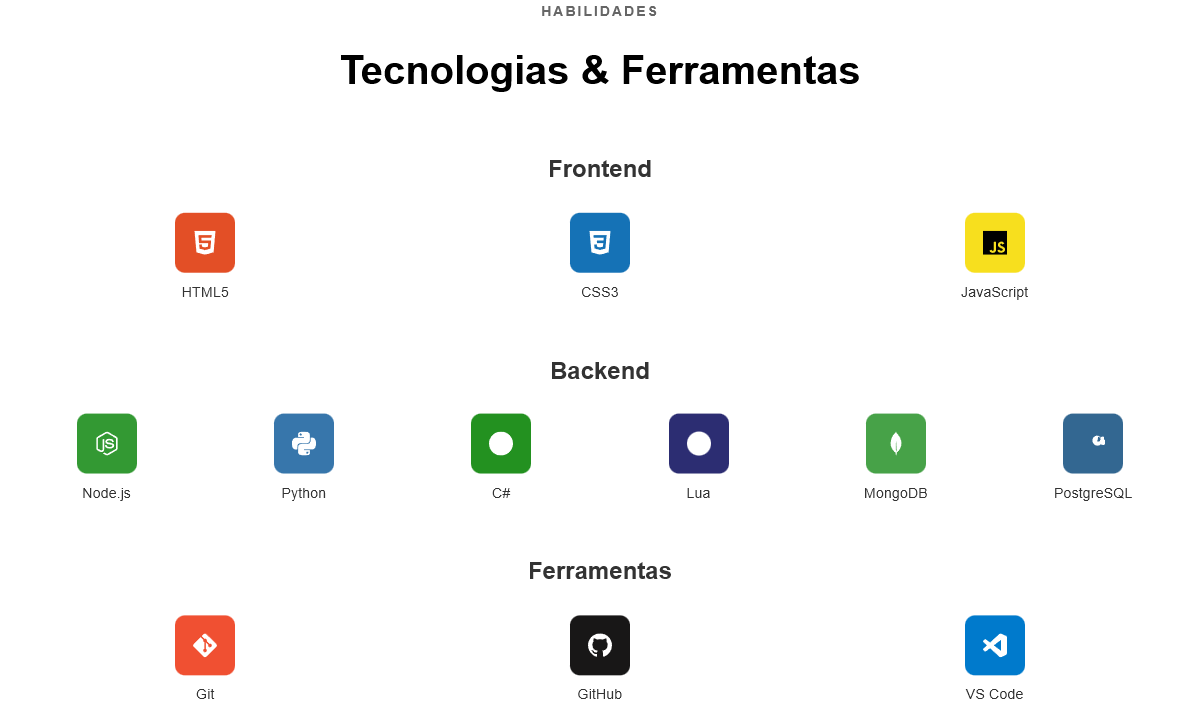 HABILIDADES
Tecnologias & Ferramentas
Frontend
JS
HTML5 CSS3 JavaScript
Backend
JS
Node.js Python C# Lua MongoDB PostgreSQL
Ferramentas
Git GitHub VS Code